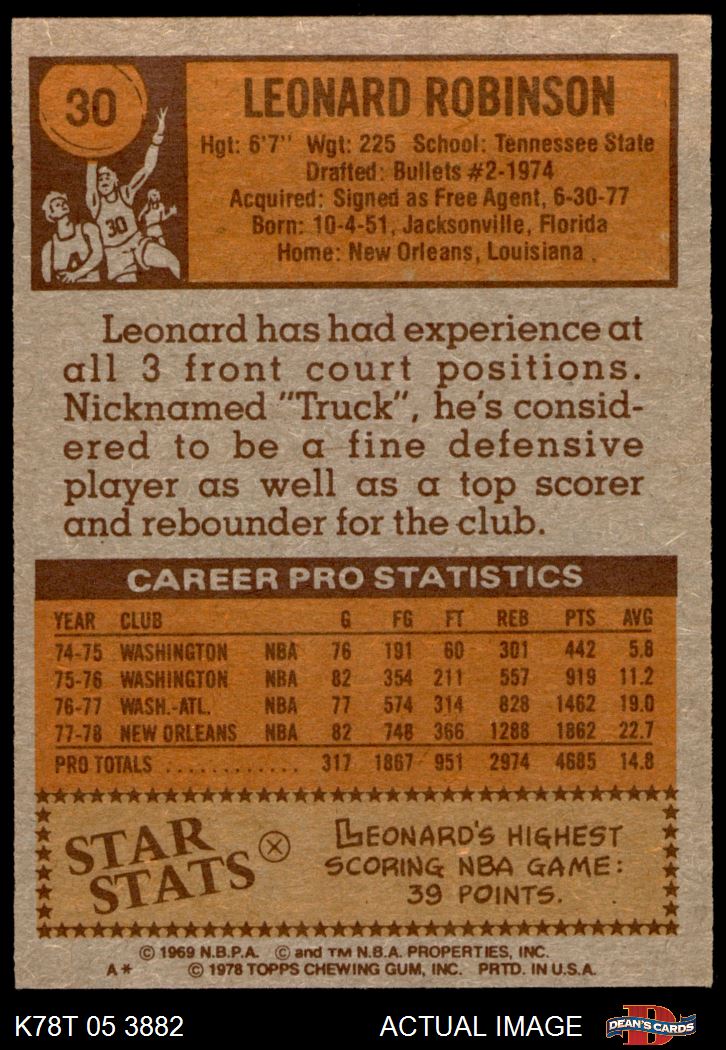 30
LEONARD ROBINSON
Hgt: 6'7" Wgt: 225 School: Tennessee State
Drafted: Bullets #2-1974
Acquired: Signed as Free Agent, 6-30-77
Born: 10-4-51, Jacksonville, Florida
Home: New Orleans, Louisiana
30
4
Leonard has had experience at
all 3 front court positions.
Nicknamed "Truck", he's consid-
ered to be a fine defensive
player as well as a top scorer
and rebounder for the club.
CAREER PRO STATISTICS
YEAR CLUB G FG FT REB PTS AVG
74-75 WASHINGTON NBA 76 191 60 301 442 5.8
75-76 WASHINGTON NBA 82 354 211 557 919 11.2
76-77 WASH.-ATL. NBA 77 574 314 828 1462 19.0
77-78 NEW ORLEANS NBA 82 748 366 1288 1862 22.7
PRO TOTALS ............ 317 1867 951 2974 4685 14.8
STAR
STATS
LEONARD'S HIGHEST
SCORING NBA GAME:
39 POINTS.
© 1969 N.B.P.A. © and TM N.B.A. PROPERTIES, INC.
A* © 1978 TOPPS CHEWING GUM, INC. PRTD. IN U.S.A.
K78T 05 3882 ACTUAL IMAGE
D
DEAN'S CARDS